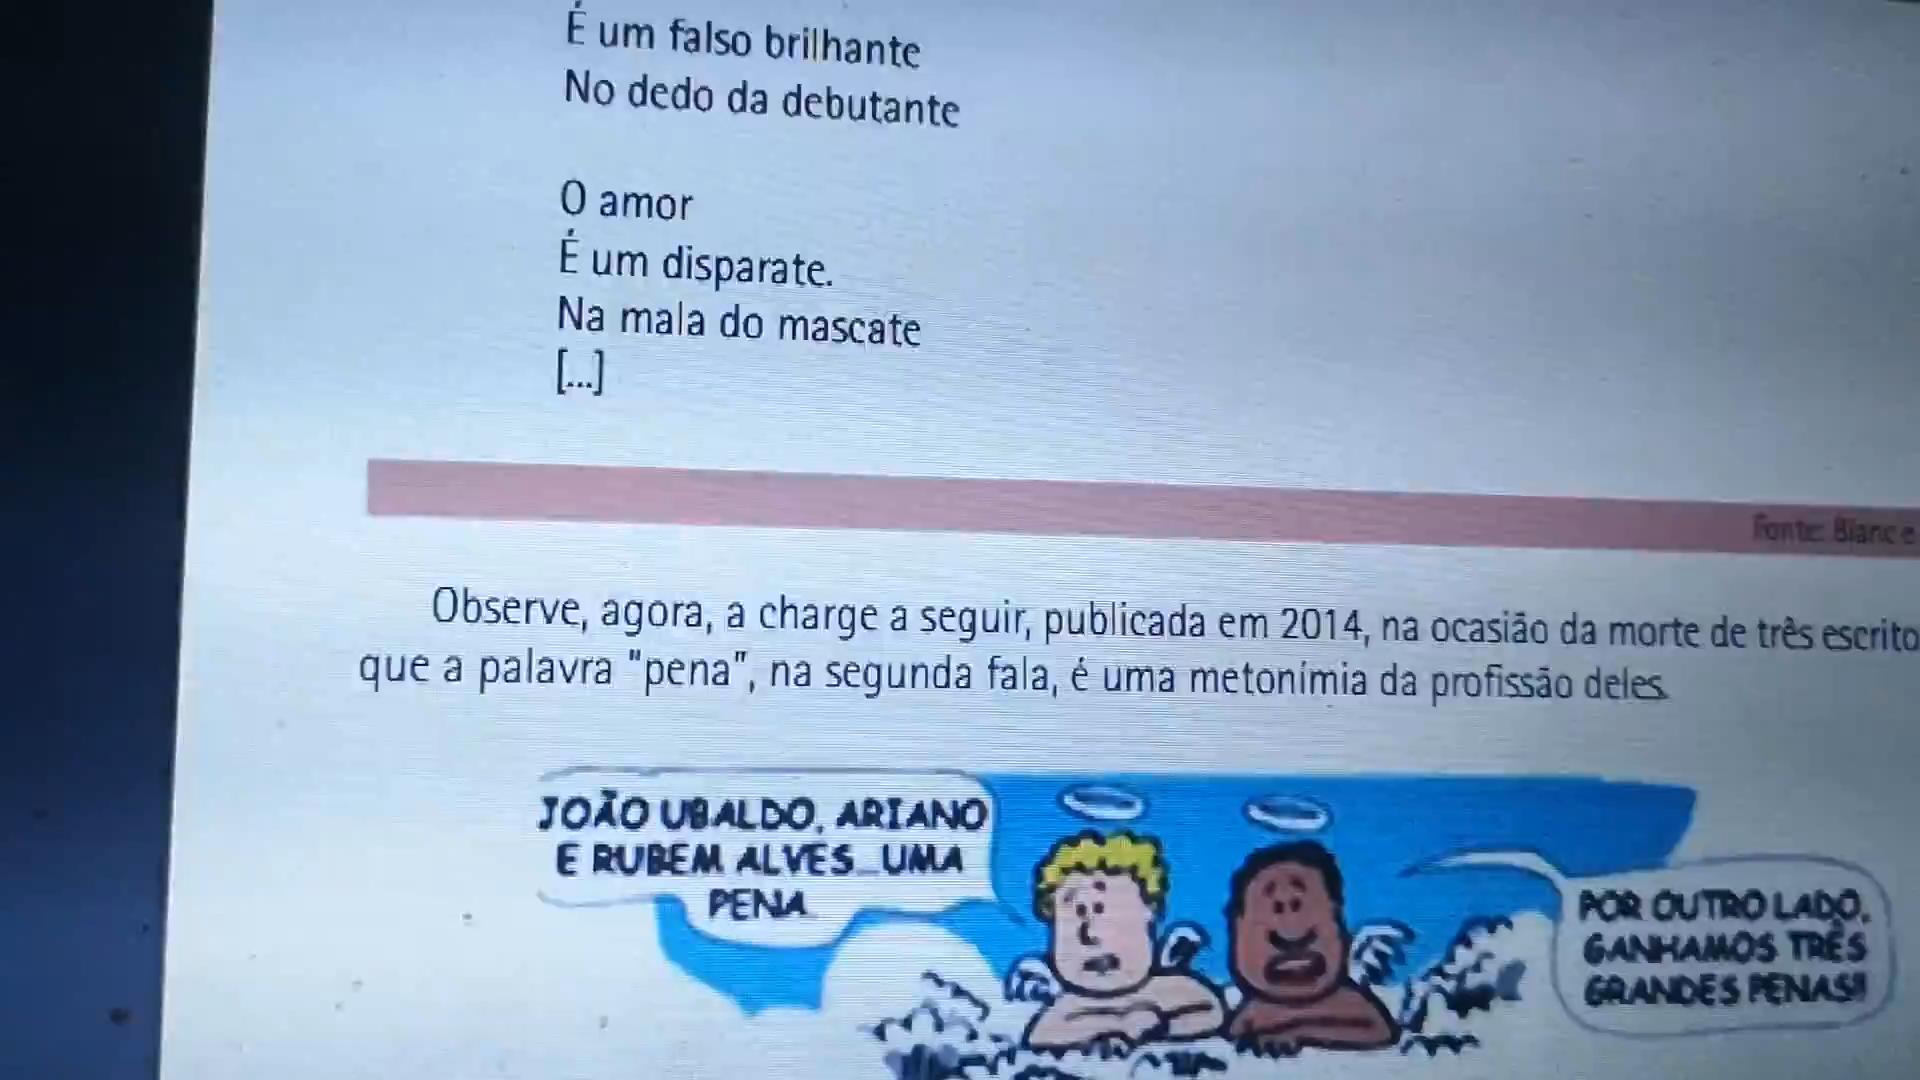 É um falso brilhante
No dedo da debutante
O amor
É um disparate.
Na mala do mascate
[...]
Fonte:
Observe, agora, a charge a seguir, publicada em 2014, na ocasião da morte de três escrito
que a palavra "pena", na segunda fala, é uma metonímia da profissão deles.
JOÃO UBALDO, ARIANO
E RUBEM ALVES...UMA
PENA
POR OUTRO LADO,
GANHAMOS TRÊS
GRANDES PENAS!!